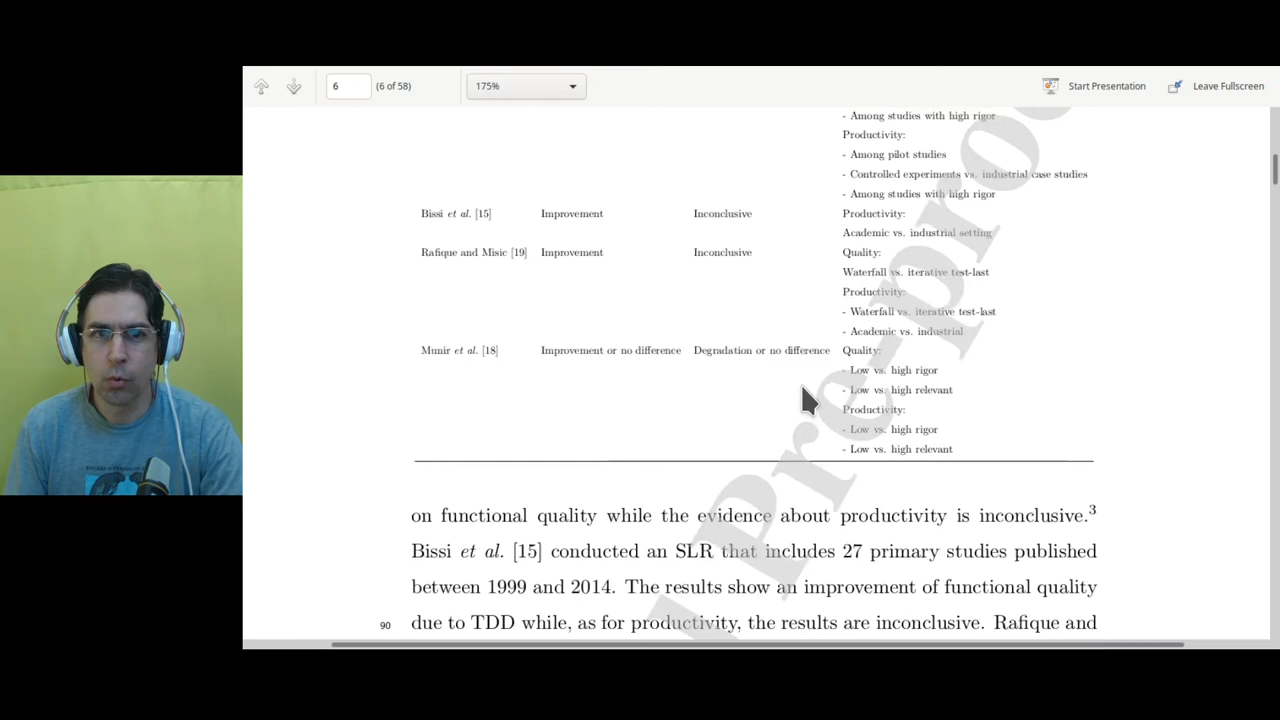 6 (6 of 58) 175% Start Presentation Leave Fullscreen
- Among studies with high rigor
Productivity:
- Among pilot studies
- Controlled experiments vs. industrial case studies
- Among studies with high rigor
Bissi et al. [15] Improvement Inconclusive Productivity:
Academic vs. industrial setting
Rafique and Misic [19] Improvement Inconclusive Quality:
Waterfall vs. iterative test-last
Productivity:
- Waterfall vs. iterative test-last
- Academic vs. industrial
Munir et al. [18] Improvement or no difference Degradation or no difference Quality:
- Low vs. high rigor
- Low vs. high relevant
Productivity:
- Low vs. high rigor
- Low vs. high relevant
on functional quality while the evidence about productivity is inconclusive.3
Bissi et al. [15] conducted an SLR that includes 27 primary studies published
between 1999 and 2014. The results show an improvement of functional quality
90 due to TDD while, as for productivity, the results are inconclusive. Rafique and
Pre-proo